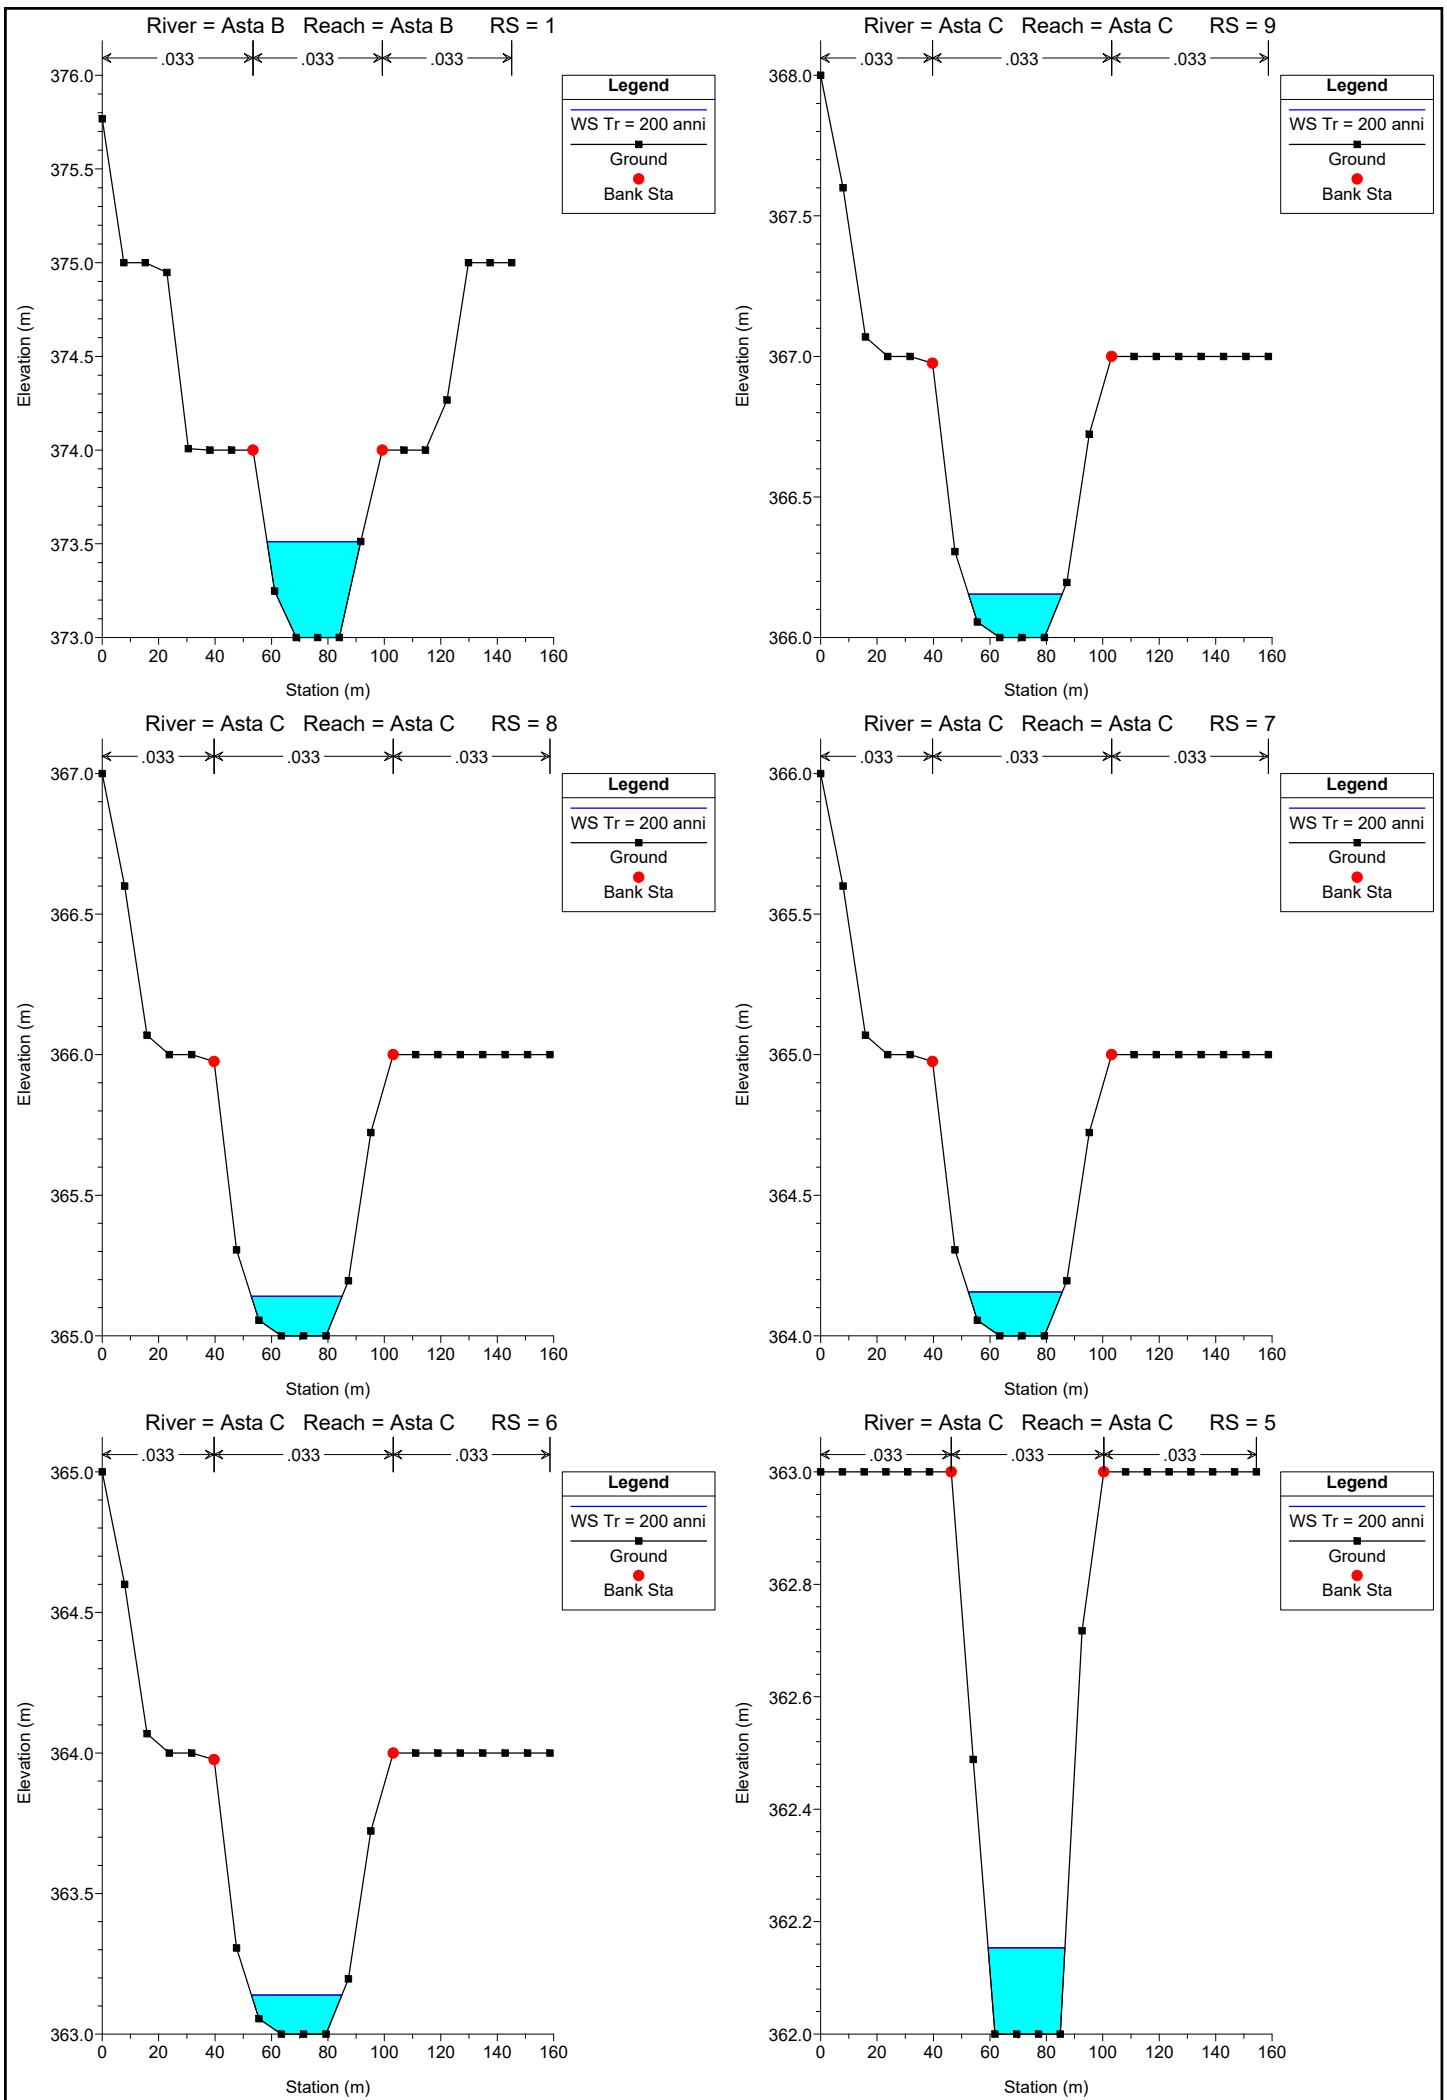 River = Asta B Reach = Asta B RS = 1
.033 .033 .033
Legend
WS Tr = 200 anni
Ground
Bank Sta
376.0
375.5
375.0
374.5
374.0
373.5
373.0
Elevation (m)
0 20 40 60 80 100 120 140 160
Station (m)
River = Asta C Reach = Asta C RS = 9
.033 .033 .033
Legend
WS Tr = 200 anni
Ground
Bank Sta
368.0
367.5
367.0
366.5
366.0
Elevation (m)
0 20 40 60 80 100 120 140 160
Station (m)
River = Asta C Reach = Asta C RS = 8
.033 .033 .033
Legend
WS Tr = 200 anni
Ground
Bank Sta
367.0
366.5
366.0
365.5
365.0
Elevation (m)
0 20 40 60 80 100 120 140 160
Station (m)
River = Asta C Reach = Asta C RS = 7
.033 .033 .033
Legend
WS Tr = 200 anni
Ground
Bank Sta
366.0
365.5
365.0
364.5
364.0
Elevation (m)
0 20 40 60 80 100 120 140 160
Station (m)
River = Asta C Reach = Asta C RS = 6
.033 .033 .033
Legend
WS Tr = 200 anni
Ground
Bank Sta
365.0
364.5
364.0
363.5
363.0
Elevation (m)
0 20 40 60 80 100 120 140 160
Station (m)
River = Asta C Reach = Asta C RS = 5
.033 .033 .033
Legend
WS Tr = 200 anni
Ground
Bank Sta
363.0
362.8
362.6
362.4
362.2
362.0
Elevation (m)
0 20 40 60 80 100 120 140 160
Station (m)